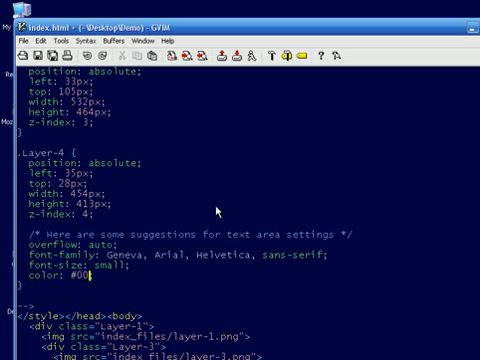 My
index.html + (~\Desktop\Demo) - GVIM
File Edit Tools Syntax Buffers Window Help
Re
position: absolute;
left: 33px;
top: 105px;
width: 532px;
height: 464px;
z-index: 3;
}
Moz
.Layer-4 {
position: absolute;
left: 35px;
top: 28px;
width: 454px;
height: 413px;
z-index: 4;
/* Here are some suggestions for text area settings */
overflow: auto;
font-family: Geneva, Arial, Helvetica, sans-serif;
font-size: small;
color: #00;
}
-->
</style></head><body>
<div class="Layer-1">
<img src="index_files/layer-1.png">
<div class="Layer-3">
<img src="index_files/layer-3.png">